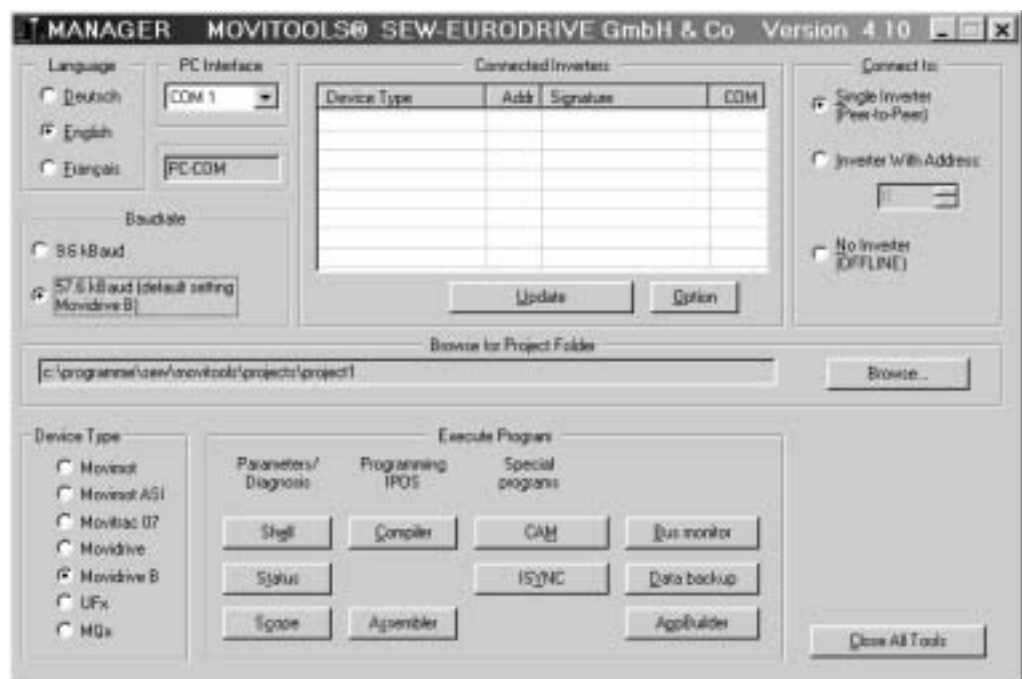 MANAGER MOVITOOLS® SEW-EURODRIVE GmbH & Co Version 4.10
Language
Deutsch
English
Français
PC Interface
COM 1
PC-COM
Baudrate
9.6 kBaud
57.6 kBaud (default setting
Movidrive B)
Connected Inverters
Device Type Addr Signature COM
Update Option
Connect to:
Single Inverter
(Peer-to-Peer)
Inverter With Address:
0
No Inverter
(OFFLINE)
Browse for Project Folder
c:\programme\sew\movitools\projects\project1
Browse...
Device Type
Movimot
Movimot ASI
Movitrac 07
Movidrive
Movidrive B
UFx
MQx
Execute Program
Parameters/
Diagnosis
Programming
IPOS
Special
programs
Shell Compiler CAM Bus monitor
Status ISYNC Data backup
Scope Assembler AppBuilder
Close All Tools